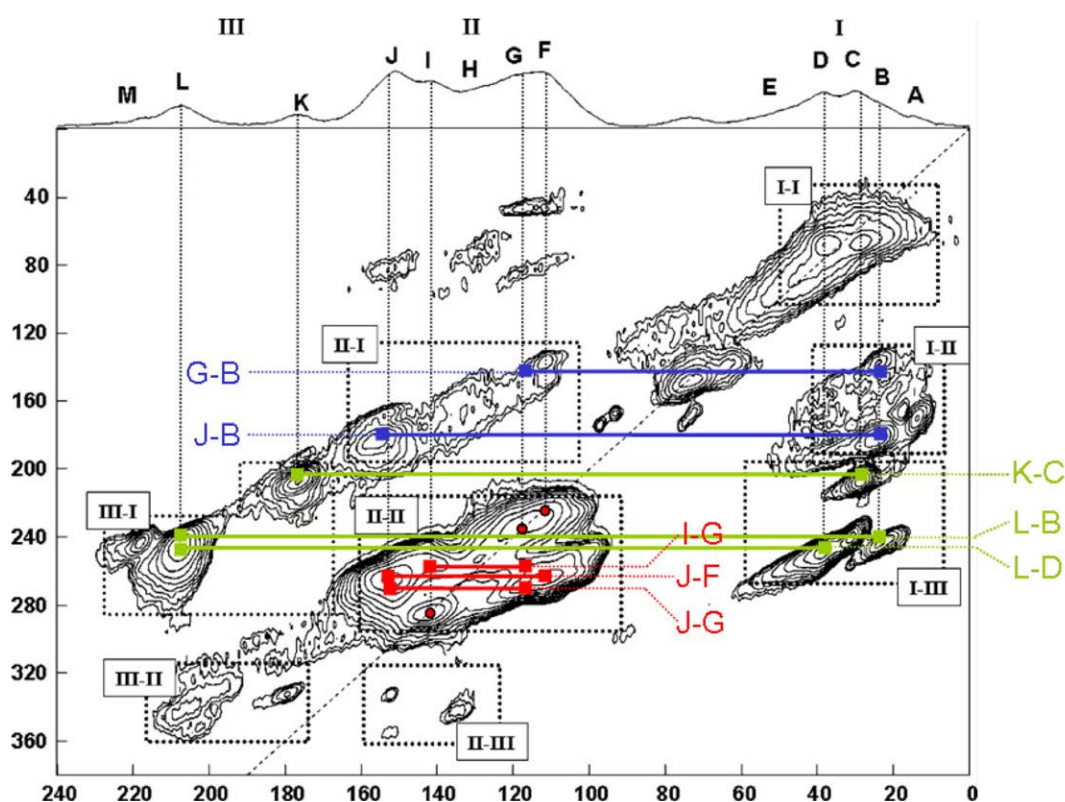 III II I
M L K J I H G F E D C B A
40
I-I
80
120
II-I I-II
G-B
160
J-B
200
K-C
III-I II-II
240
I-G L-B
J-F L-D
I-III
280
J-G
320
III-II
II-III
360
240 220 200 180 160 140 120 100 80 60 40 20 0